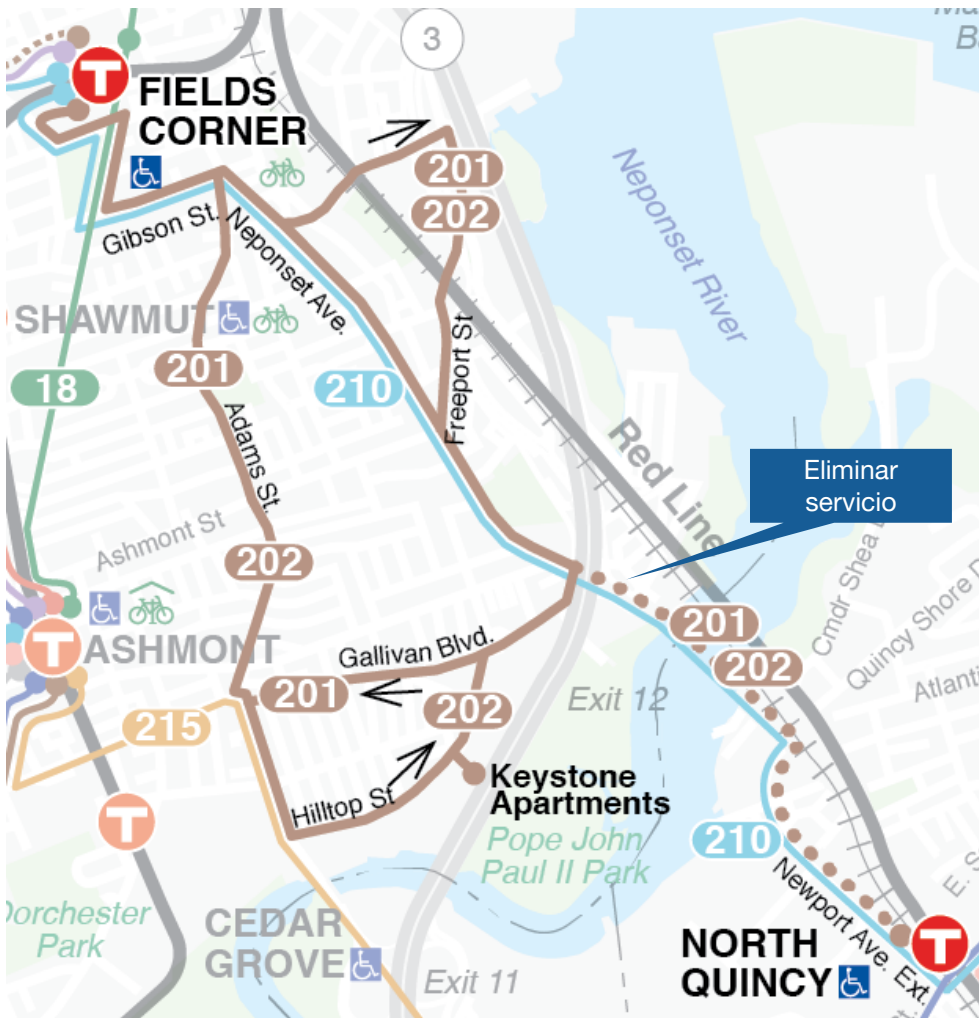 Ma
B
3
T
FIELDS
CORNER
201
202
Gibson St.
Neponset Ave.
Neponset River
SHAWMUT
201
18
210
Freeport St
Adams St.
Red Line
Eliminar
servicio
Ashmont St
202
Cmdr Shea
Quincy Shore D
T
ASHMONT
Gallivan Blvd.
201
201
202
Atlanti
Exit 12
202
215
Hilltop St
Keystone
Apartments
T
Pope John
Paul II Park
210
E. S
Newport Ave. Ext.
Dorchester
Park
CEDAR
GROVE
NORTH
QUINCY
T
Exit 11
st.